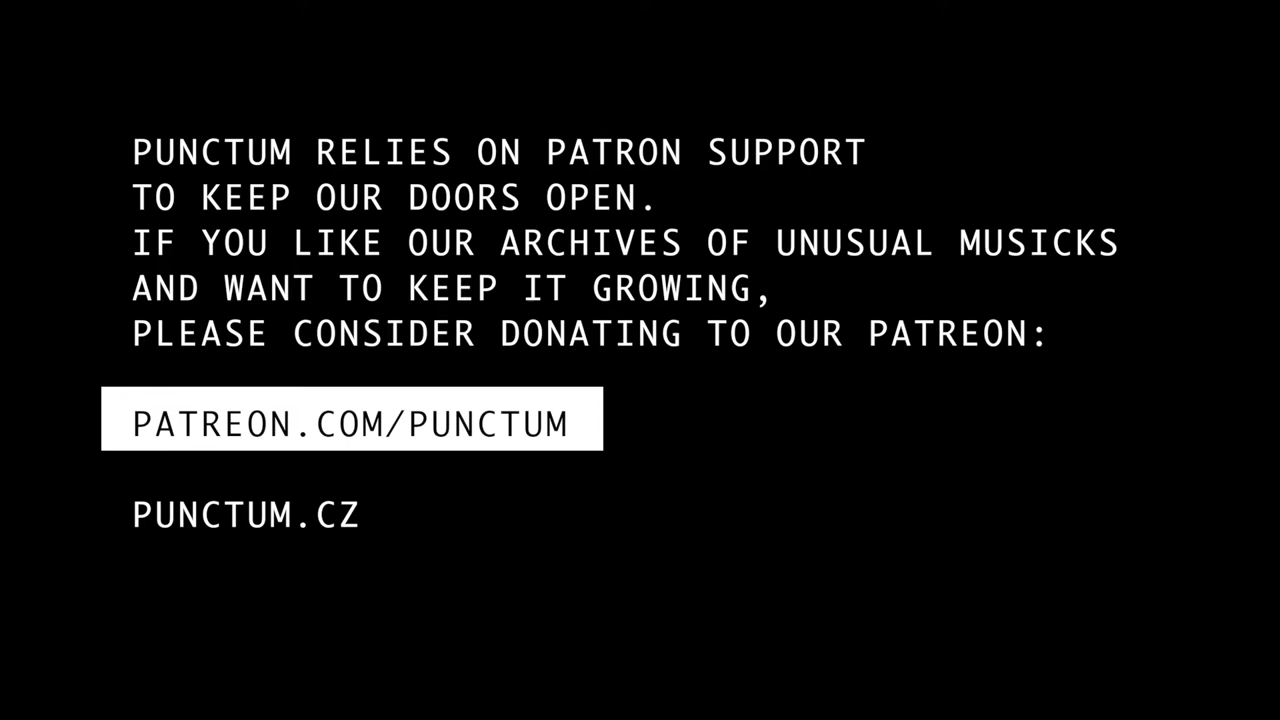 PUNCTUM RELIES ON PATRON SUPPORT
TO KEEP OUR DOORS OPEN.
IF YOU LIKE OUR ARCHIVES OF UNUSUAL MUSICKS
AND WANT TO KEEP IT GROWING,
PLEASE CONSIDER DONATING TO OUR PATREON:
PATREON.COM/PUNCTUM
PUNCTUM.CZ